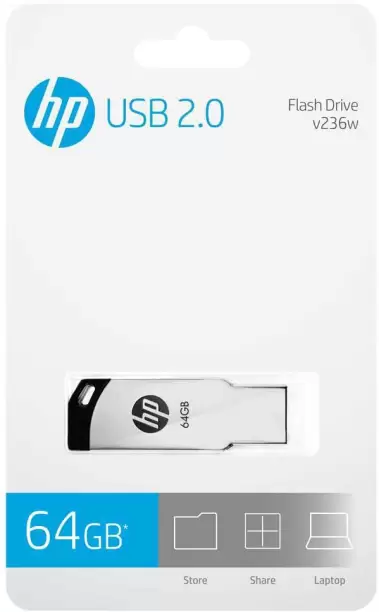 hp USB 2.0
Flash Drive
v236w
hp 64GB
64GB*
Store Share Laptop